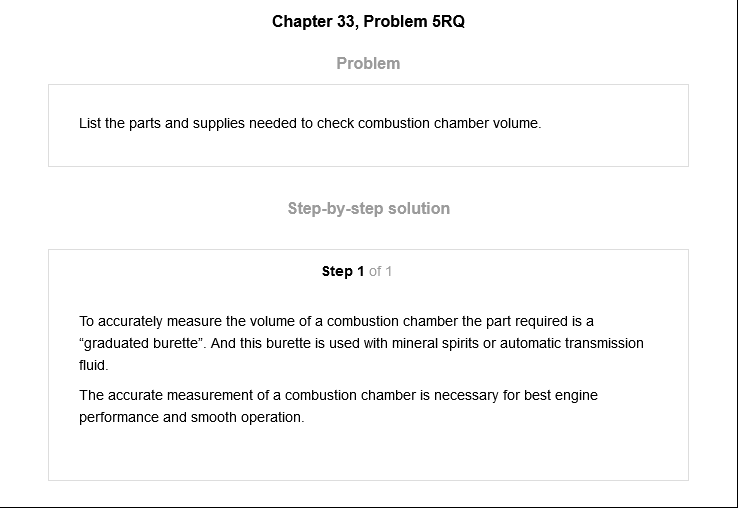 Chapter 33, Problem 5RQ
Problem
List the parts and supplies needed to check combustion chamber volume.
Step-by-step solution
Step 1 of 1
To accurately measure the volume of a combustion chamber the part required is a
“graduated burette”. And this burette is used with mineral spirits or automatic transmission
fluid.
The accurate measurement of a combustion chamber is necessary for best engine
performance and smooth operation.